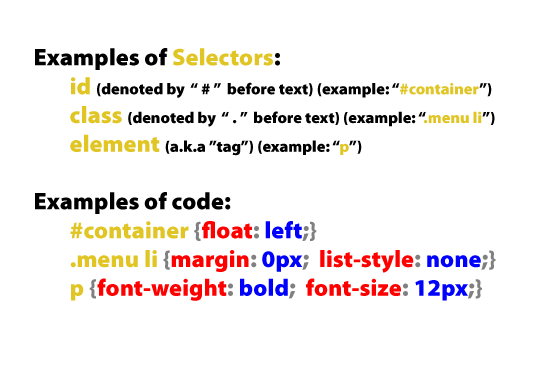 Examples of Selectors:
id (denoted by “ # ” before text) (example: “#container”)
class (denoted by “ . ” before text) (example: “.menu li”)
element (a.k.a ”tag”) (example: “p”)
Examples of code:
#container {float: left;}
.menu li {margin: 0px; list-style: none;}
p {font-weight: bold; font-size: 12px;}